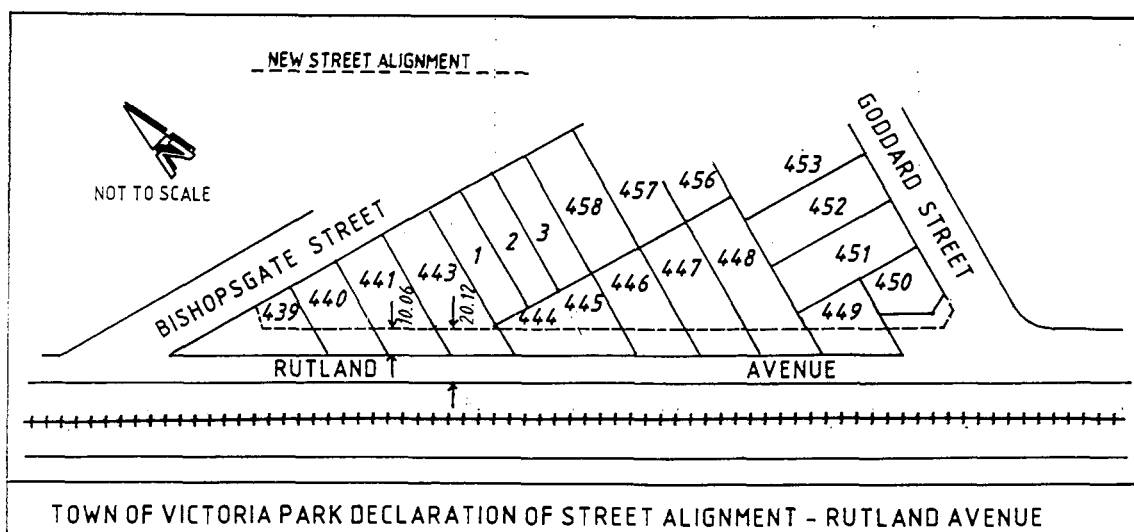 NEW STREET ALIGNMENT
N
NOT TO SCALE
BISHOPSGATE STREET
GODDARD STREET
453
456
457
452
458
3
2
1
451
448
447
446
443
441
450
440
445
439
10.06
20.12
444
449
RUTLAND
AVENUE
TOWN OF VICTORIA PARK DECLARATION OF STREET ALIGNMENT - RUTLAND AVENUE